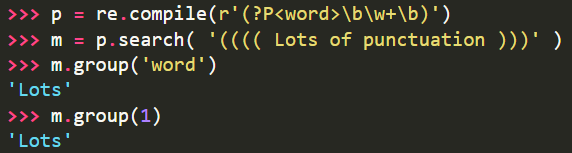 >>> p = re.compile(r'(?P<word>\b\w+\b)')
>>> m = p.search( '(((( Lots of punctuation )))' )
>>> m.group('word')
'Lots'
>>> m.group(1)
'Lots'